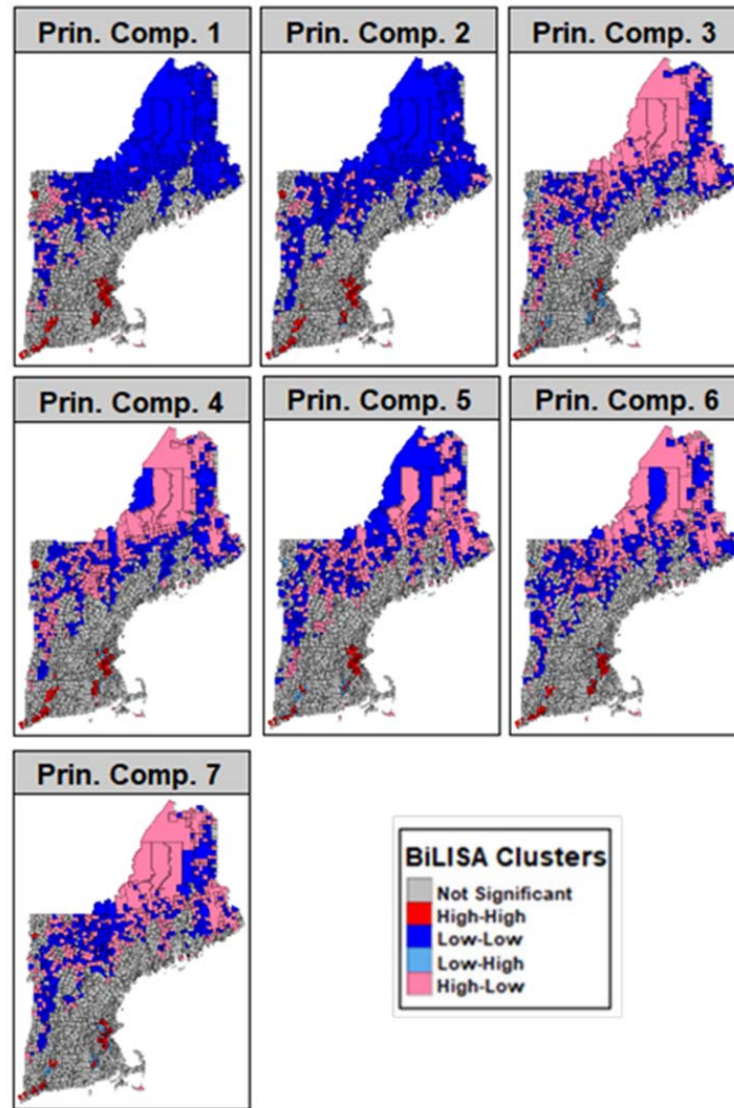 Prin. Comp. 1
Prin. Comp. 2
Prin. Comp. 3
Prin. Comp. 4
Prin. Comp. 5
Prin. Comp. 6
Prin. Comp. 7
BiLISA Clusters
Not Significant
High-High
Low-Low
Low-High
High-Low